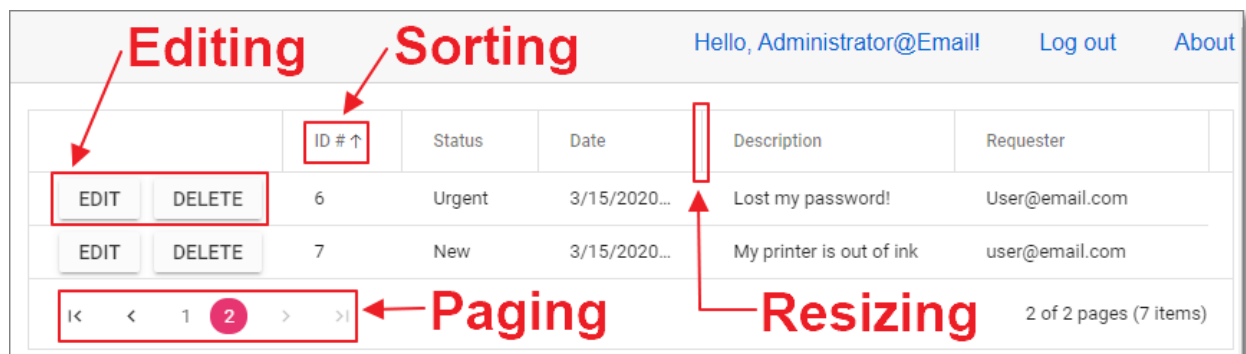 Editing Sorting Hello, Administrator@Email! Log out About
ID # ↑ Status Date Description Requester
EDIT DELETE 6 Urgent 3/15/2020... Lost my password! User@email.com
EDIT DELETE 7 New 3/15/2020... My printer is out of ink user@email.com
|< < 1 2 > >| Paging Resizing 2 of 2 pages (7 items)